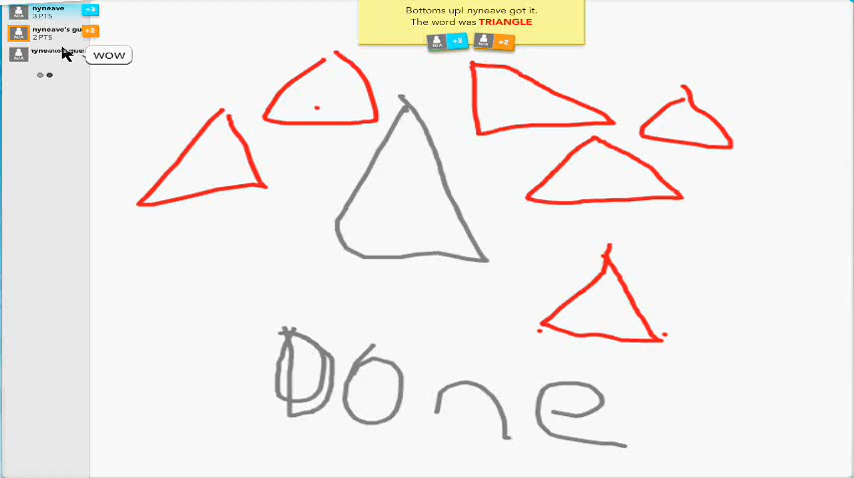 nyneave +3
3 PTS
nyneave's gu +2
2 PTS
N/A
wow
Bottoms up! nyneave got it.
The word was TRIANGLE
N/A +3 N/A +2
DOne